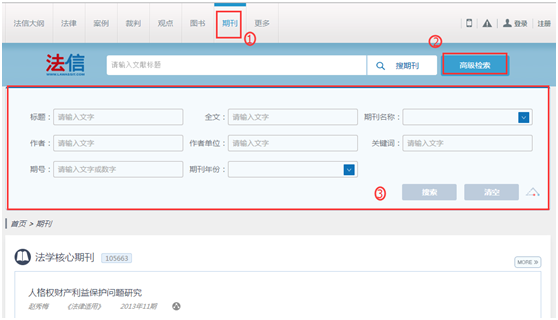 法信大纲 法律 案例 裁判 观点 图书 期刊 更多 登录 注册
① ②
法信 请输入文献标题 搜期刊 高级检索
WWW.LAWXEGO.COM
标题： 请输入文字 全文： 请输入文字 期刊名称：
作者： 请输入文字 作者单位： 请输入文字 关键词： 请输入文字
期号： 请输入文字或数字 期刊年份：
③ 搜索 清空
首页 > 期刊
法学核心期刊 105663 MORE
人格权财产利益保护问题研究
赵秀梅 《法律适用》 2013年11期